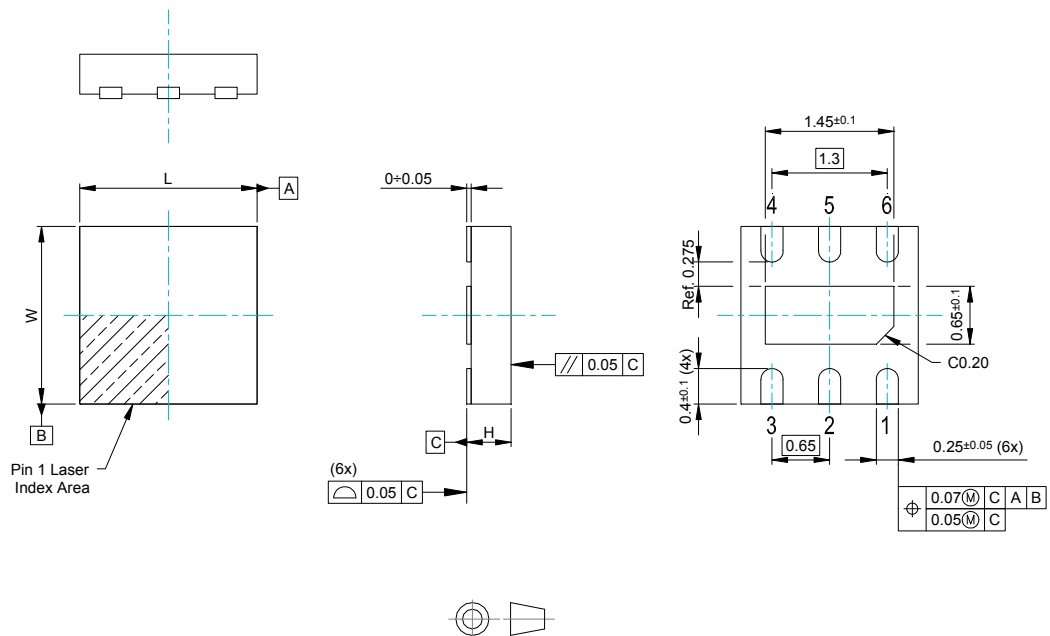 L
A
W
B
Pin 1 Laser
Index Area
0÷0.05
// 0.05 C
C
H
(6x)
⌓ 0.05 C
1.45±0.1
1.3
4 5 6
Ref. 0.275
0.65±0.1
C0.20
0.4±0.1 (4x)
3 2 1
0.65
0.25±0.05 (6x)
⌖ 0.07Ⓜ C A B
0.05Ⓜ C